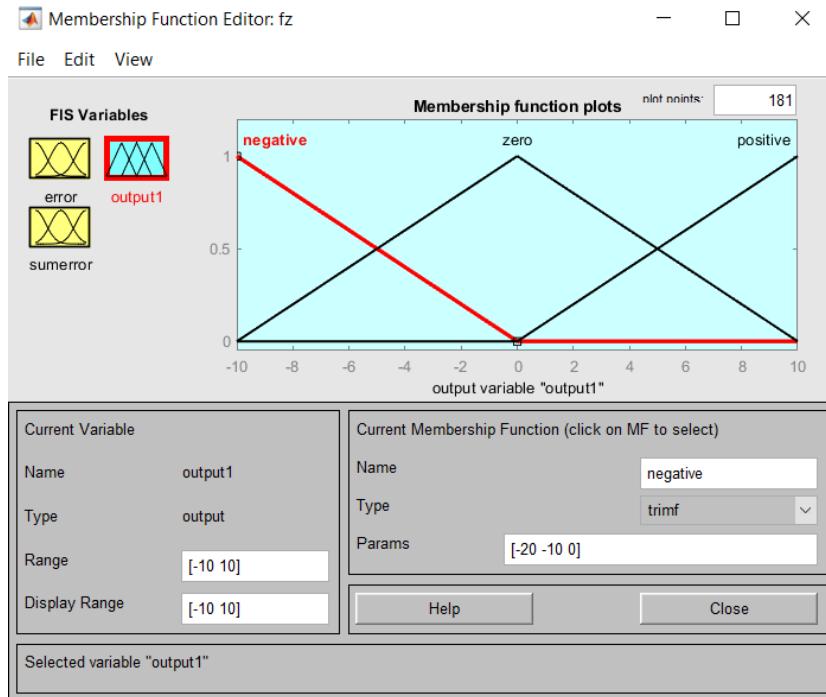 Membership Function Editor: fz
File Edit View
FIS Variables
error
output1
sumerror
Membership function plots
plot points:
181
negative
zero
positive
1
0.5
0
-10 -8 -6 -4 -2 0 2 4 6 8 10
output variable "output1"
Current Variable
Name output1
Type output
Range [-10 10]
Display Range [-10 10]
Current Membership Function (click on MF to select)
Name negative
Type trimf
Params [-20 -10 0]
Help
Close
Selected variable "output1"